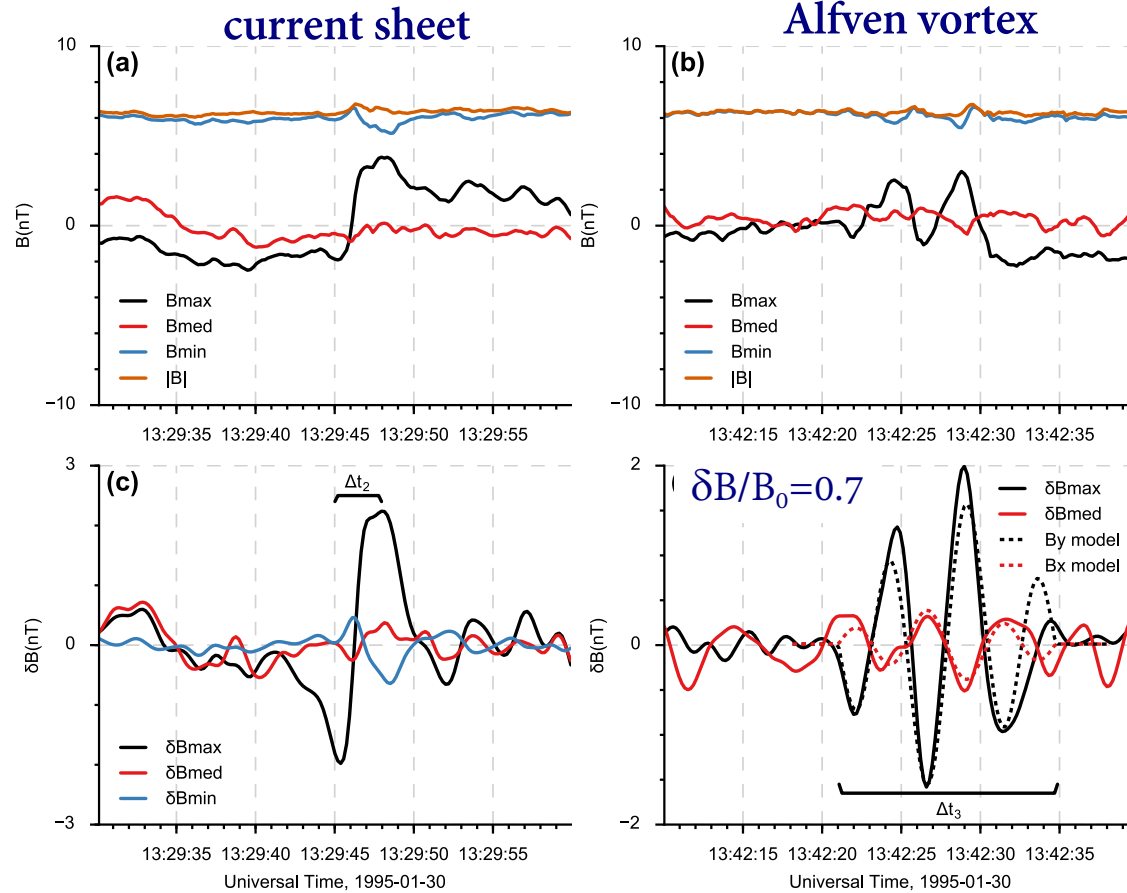 current sheet
Alfven vortex
(a)
10
B(nT)
0
−10
Bmax
Bmed
Bmin
|B|
13:29:35 13:29:40 13:29:45 13:29:50 13:29:55
(b)
10
B(nT)
0
−10
Bmax
Bmed
Bmin
|B|
13:42:15 13:42:20 13:42:25 13:42:30 13:42:35
(c)
3
δB(nT)
0
−3
Δt2
δBmax
δBmed
δBmin
13:29:35 13:29:40 13:29:45 13:29:50 13:29:55
Universal Time, 1995-01-30
2
δB(nT)
0
−2
(
δB/B0=0.7
δBmax
δBmed
By model
Bx model
Δt3
13:42:15 13:42:20 13:42:25 13:42:30 13:42:35
Universal Time, 1995-01-30